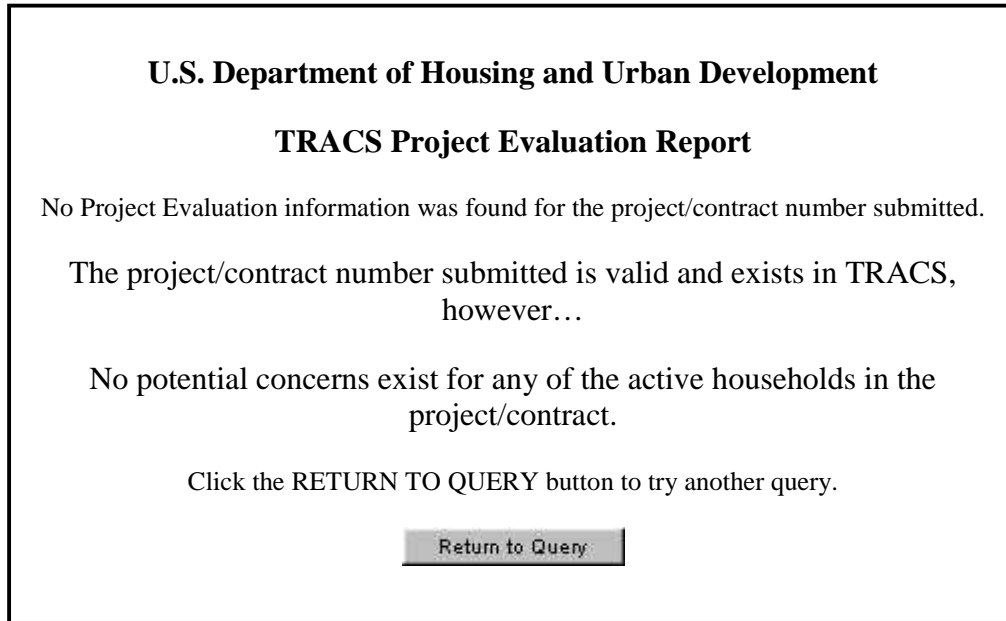 U.S. Department of Housing and Urban Development
TRACS Project Evaluation Report
No Project Evaluation information was found for the project/contract number submitted.
The project/contract number submitted is valid and exists in TRACS,
however…
No potential concerns exist for any of the active households in the
project/contract.
Click the RETURN TO QUERY button to try another query.
Return to Query